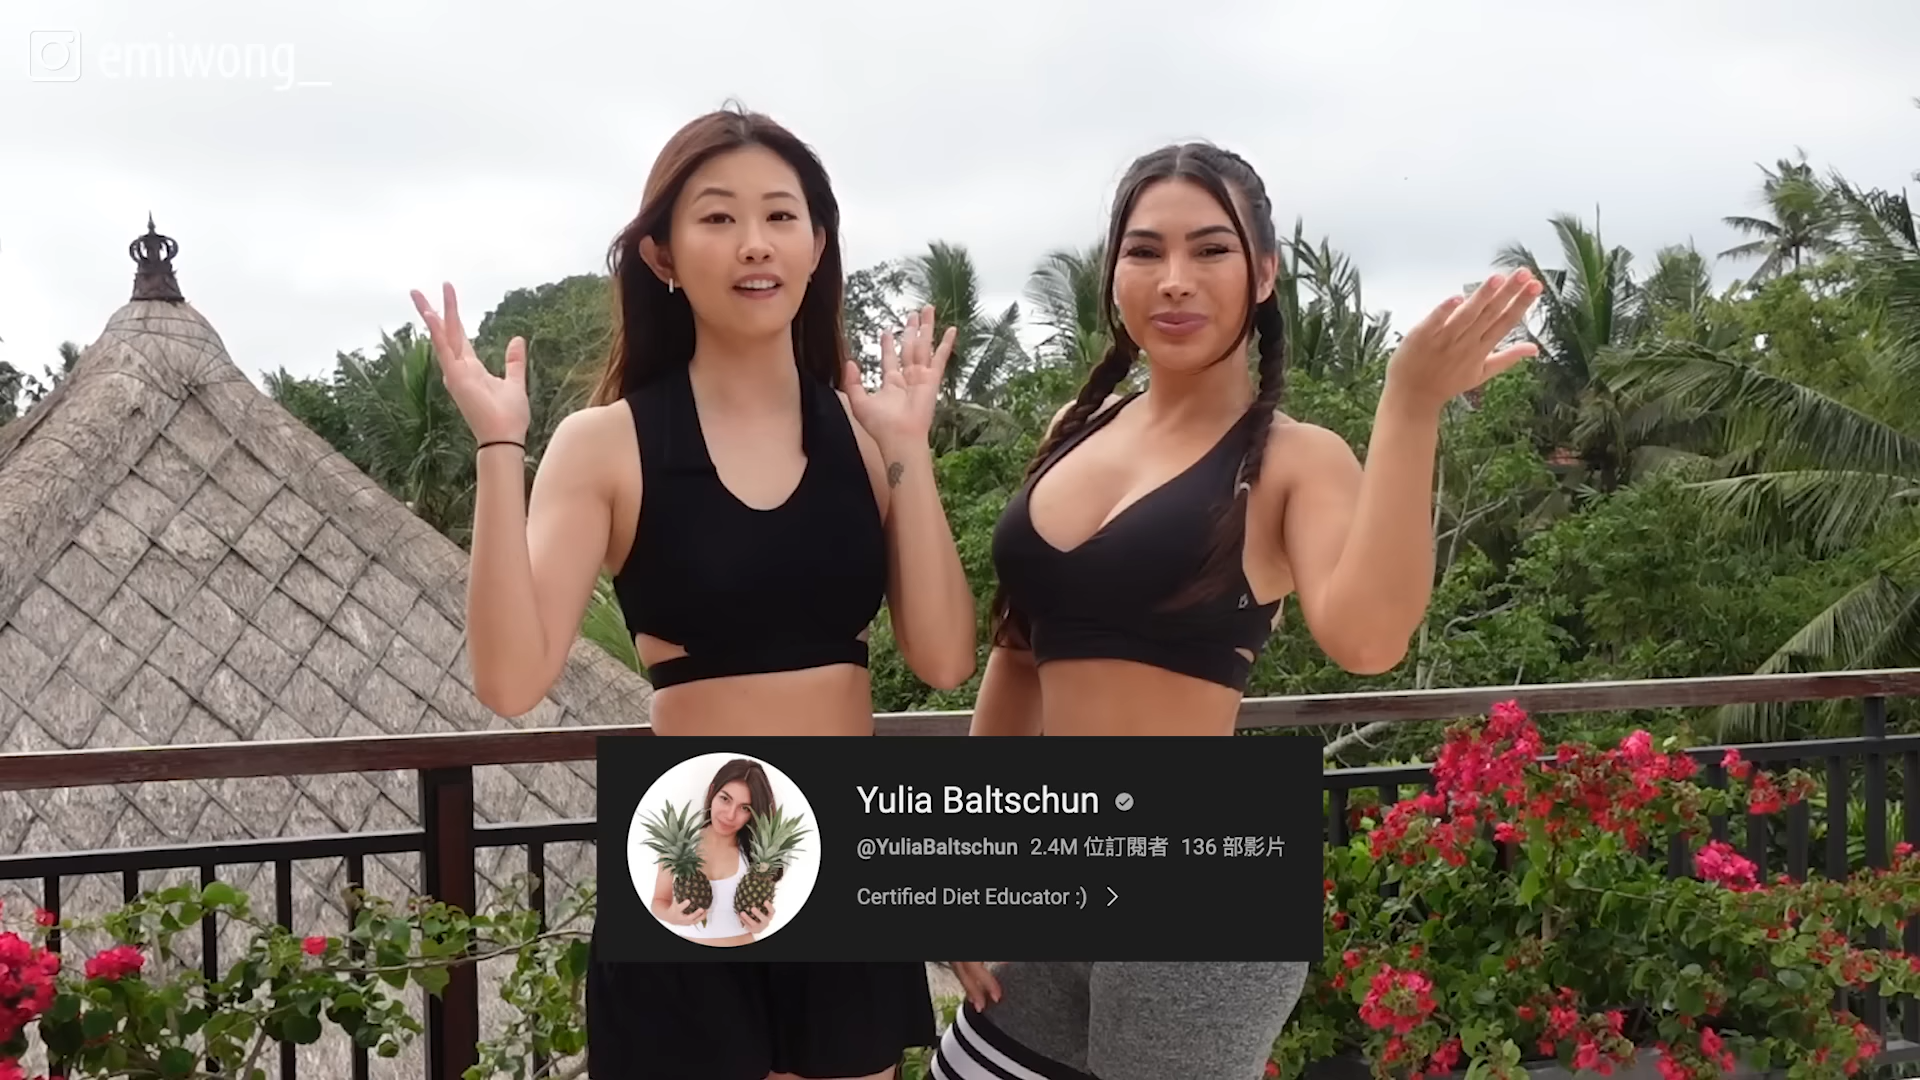 emiwong_
Yulia Baltschun
@YuliaBaltschun 2.4M 位訂閱者 136 部影片
Certified Diet Educator :)